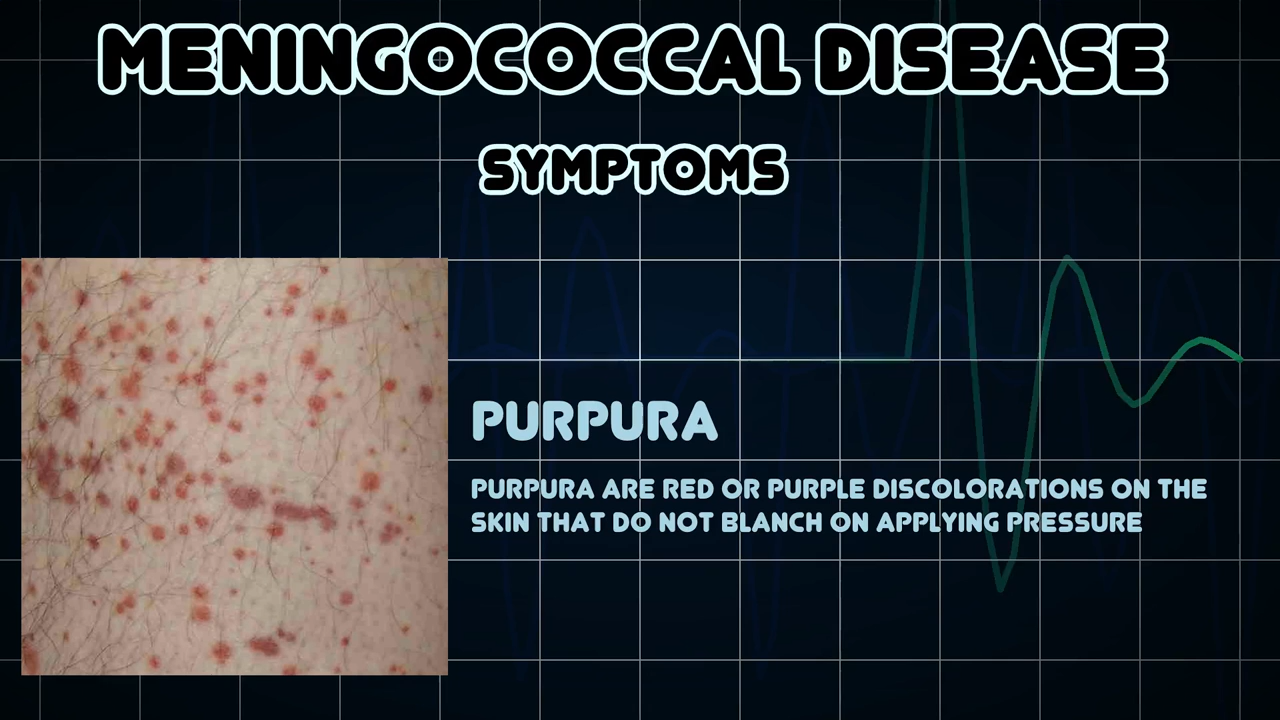 MENINGOCOCCAL DISEASE
SYMPTOMS
PURPURA
PURPURA ARE RED OR PURPLE DISCOLORATIONS ON THE
SKIN THAT DO NOT BLANCH ON APPLYING PRESSURE